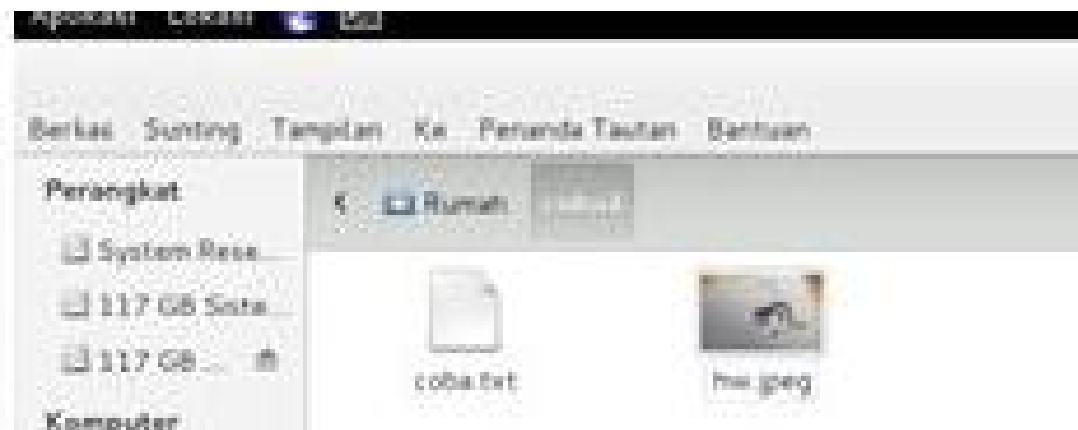 Aplikasi Lokasi
Berkas Sunting Tampilan Ke Penanda Tautan Bantuan
Perangkat
Rumah
System Rese...
117 GB Siste...
117 GB ...
coba.txt
.jpeg
Komputer